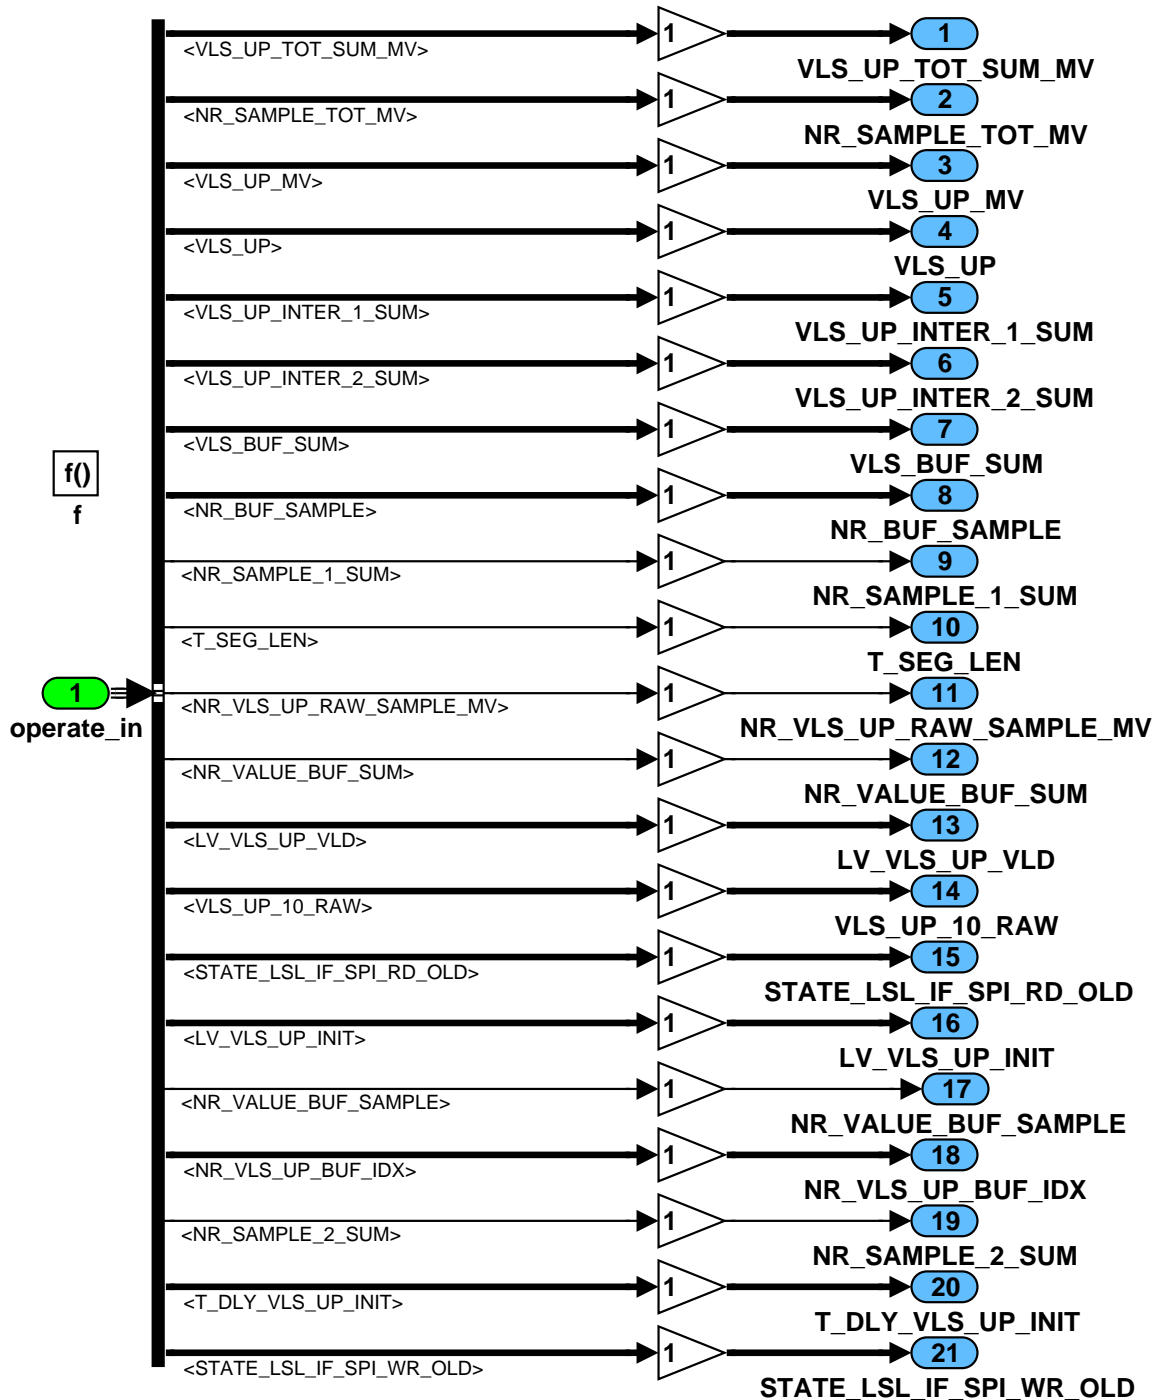 1 1
<VLS_UP_TOT_SUM_MV>
VLS_UP_TOT_SUM_MV
1 2
<NR_SAMPLE_TOT_MV>
NR_SAMPLE_TOT_MV
1 3
<VLS_UP_MV>
VLS_UP_MV
1 4
<VLS_UP>
VLS_UP
1 5
<VLS_UP_INTER_1_SUM>
VLS_UP_INTER_1_SUM
1 6
<VLS_UP_INTER_2_SUM>
VLS_UP_INTER_2_SUM
1 7
<VLS_BUF_SUM>
VLS_BUF_SUM
f()
f
1 8
<NR_BUF_SAMPLE>
NR_BUF_SAMPLE
1 9
<NR_SAMPLE_1_SUM>
NR_SAMPLE_1_SUM
1 10
<T_SEG_LEN>
T_SEG_LEN
1
operate_in
1 11
<NR_VLS_UP_RAW_SAMPLE_MV>
NR_VLS_UP_RAW_SAMPLE_MV
1 12
<NR_VALUE_BUF_SUM>
NR_VALUE_BUF_SUM
1 13
<LV_VLS_UP_VLD>
LV_VLS_UP_VLD
1 14
<VLS_UP_10_RAW>
VLS_UP_10_RAW
1 15
<STATE_LSL_IF_SPI_RD_OLD>
STATE_LSL_IF_SPI_RD_OLD
1 16
<LV_VLS_UP_INIT>
LV_VLS_UP_INIT
1 17
<NR_VALUE_BUF_SAMPLE>
NR_VALUE_BUF_SAMPLE
1 18
<NR_VLS_UP_BUF_IDX>
NR_VLS_UP_BUF_IDX
1 19
<NR_SAMPLE_2_SUM>
NR_SAMPLE_2_SUM
1 20
<T_DLY_VLS_UP_INIT>
T_DLY_VLS_UP_INIT
1 21
<STATE_LSL_IF_SPI_WR_OLD>
STATE_LSL_IF_SPI_WR_OLD